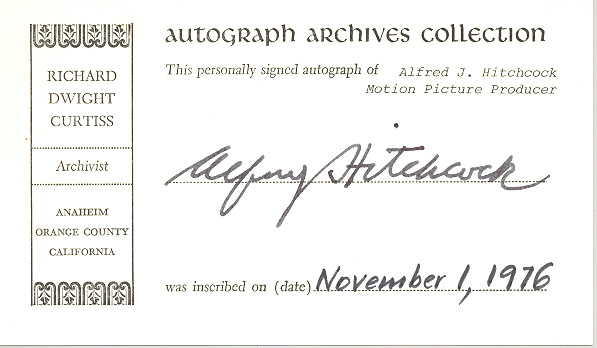 RICHARD
DWIGHT
CURTISS
Archivist
ANAHEIM
ORANGE COUNTY
CALIFORNIA
AUTOGRAPH ARCHIVES COLLECTION
This personally signed autograph of Alfred J. Hitchcock
Motion Picture Producer
Alfred J Hitchcock
was inscribed on (date) November 1, 1976